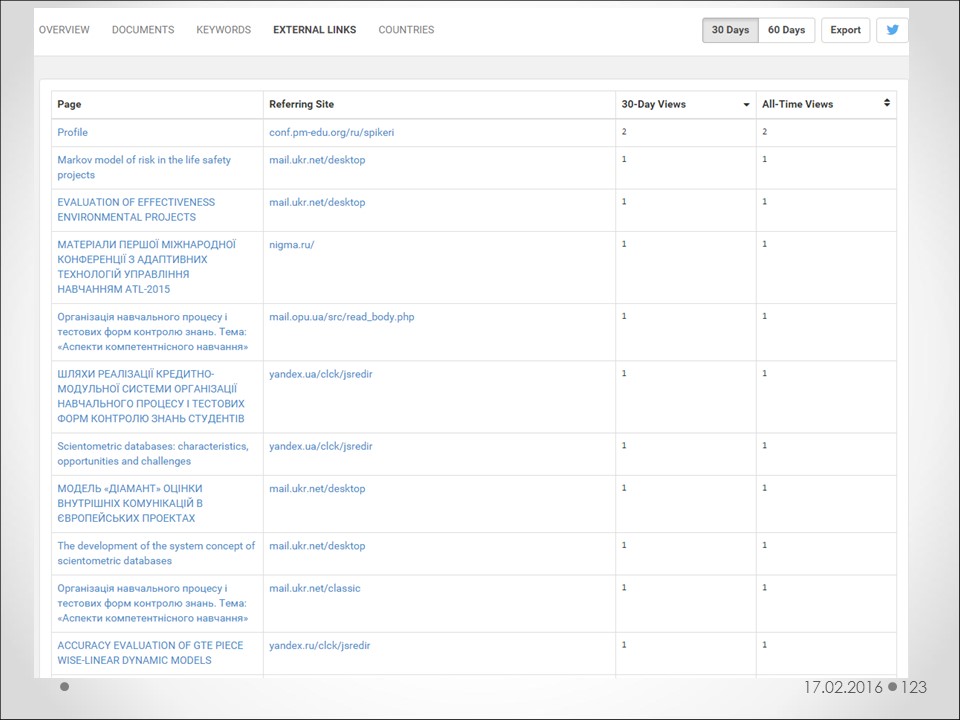 OVERVIEW DOCUMENTS KEYWORDS EXTERNAL LINKS COUNTRIES 30 Days 60 Days Export
Page Referring Site 30-Day Views All-Time Views
Profile conf.pm-edu.org/ru/spikeri 2 2
Markov model of risk in the life safety mail.ukr.net/desktop 1 1
projects
EVALUATION OF EFFECTIVENESS mail.ukr.net/desktop 1 1
ENVIRONMENTAL PROJECTS
МАТЕРІАЛИ ПЕРШОЇ МІЖНАРОДНОЇ nigma.ru/ 1 1
КОНФЕРЕНЦІЇ З АДАПТИВНИХ
ТЕХНОЛОГІЙ УПРАВЛІННЯ
НАВЧАННЯМ ATL-2015
Організація навчального процесу і mail.opu.ua/src/read_body.php 1 1
тестових форм контролю знань. Тема:
«Аспекти компетентнісного навчання»
ШЛЯХИ РЕАЛІЗАЦІЇ КРЕДИТНО- yandex.ua/clck/jsredir 1 1
МОДУЛЬНОЇ СИСТЕМИ ОРГАНІЗАЦІЇ
НАВЧАЛЬНОГО ПРОЦЕСУ І ТЕСТОВИХ
ФОРМ КОНТРОЛЮ ЗНАНЬ СТУДЕНТІВ
Scientometric databases: characteristics, yandex.ua/clck/jsredir 1 1
opportunities and challenges
МОДЕЛЬ «ДІАМАНТ» ОЦІНКИ mail.ukr.net/desktop 1 1
ВНУТРІШНІХ КОМУНІКАЦІЙ В
ЄВРОПЕЙСЬКИХ ПРОЕКТАХ
The development of the system concept of mail.ukr.net/desktop 1 1
scientometric databases
Організація навчального процесу і mail.ukr.net/classic 1 1
тестових форм контролю знань. Тема:
«Аспекти компетентнісного навчання»
ACCURACY EVALUATION OF GTE PIECE yandex.ru/clck/jsredir 1 1
WISE-LINEAR DYNAMIC MODELS
17.02.2016 123